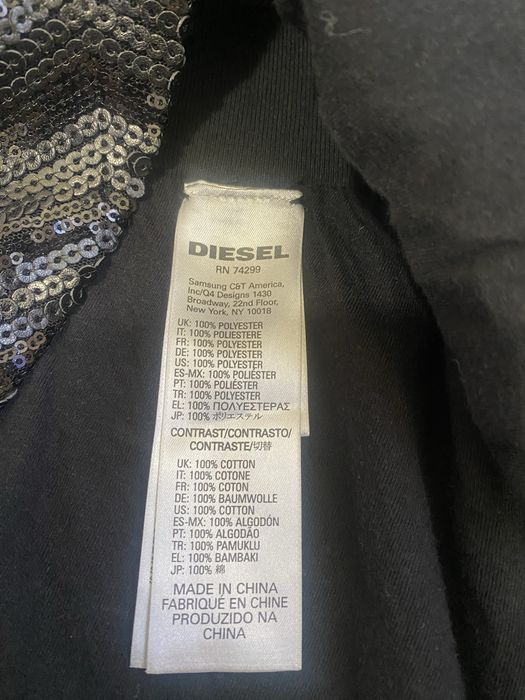 DIESEL
RN 74299
Samsung C&T America,
Inc/Q4 Designs 1430
Broadway, 22nd Floor,
New York, NY 10018
UK: 100% POLYESTER
IT: 100% POLIESTERE
FR: 100% POLYESTER
DE: 100% POLYESTER
US: 100% POLYESTER
ES-MX: 100% POLIÉSTER
PT: 100% POLIÉSTER
TR: 100% POLYESTER
EL: 100% ΠΟΛΥΕΣΤΕΡΑΣ
JP: 100% ポリエステル
CONTRAST/CONTRASTO/
CONTRASTE/切替
UK: 100% COTTON
IT: 100% COTONE
FR: 100% COTON
DE: 100% BAUMWOLLE
US: 100% COTTON
ES-MX: 100% ALGODÓN
PT: 100% ALGODÃO
TR: 100% PAMUKLU
EL: 100% BAMBAKI
JP: 100% 綿
MADE IN CHINA
FABRIQUÉ EN CHINE
PRODUZIDO NA
CHINA